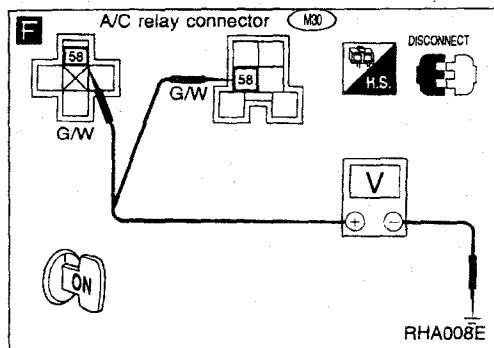 F
A/C relay connector M30
DISCONNECT
58
58
G/W
H.S.
G/W
V
+ −
ON
RHA008E